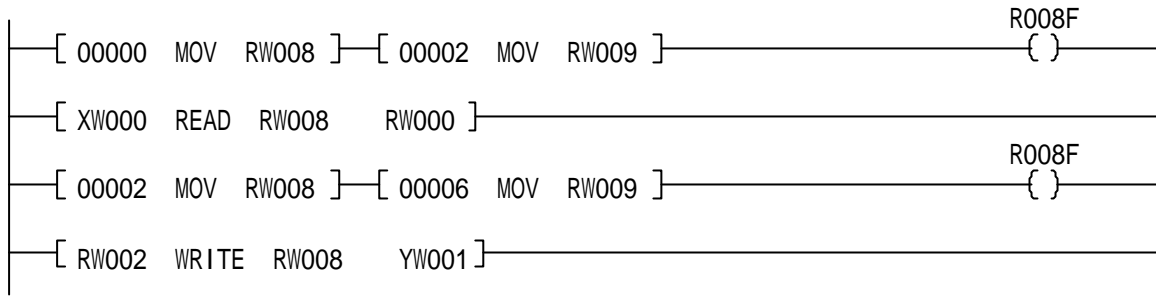 R008F
00000 MOV RW008 00002 MOV RW009
XW000 READ RW008 RW000
R008F
00002 MOV RW008 00006 MOV RW009
RW002 WRITE RW008 YW001